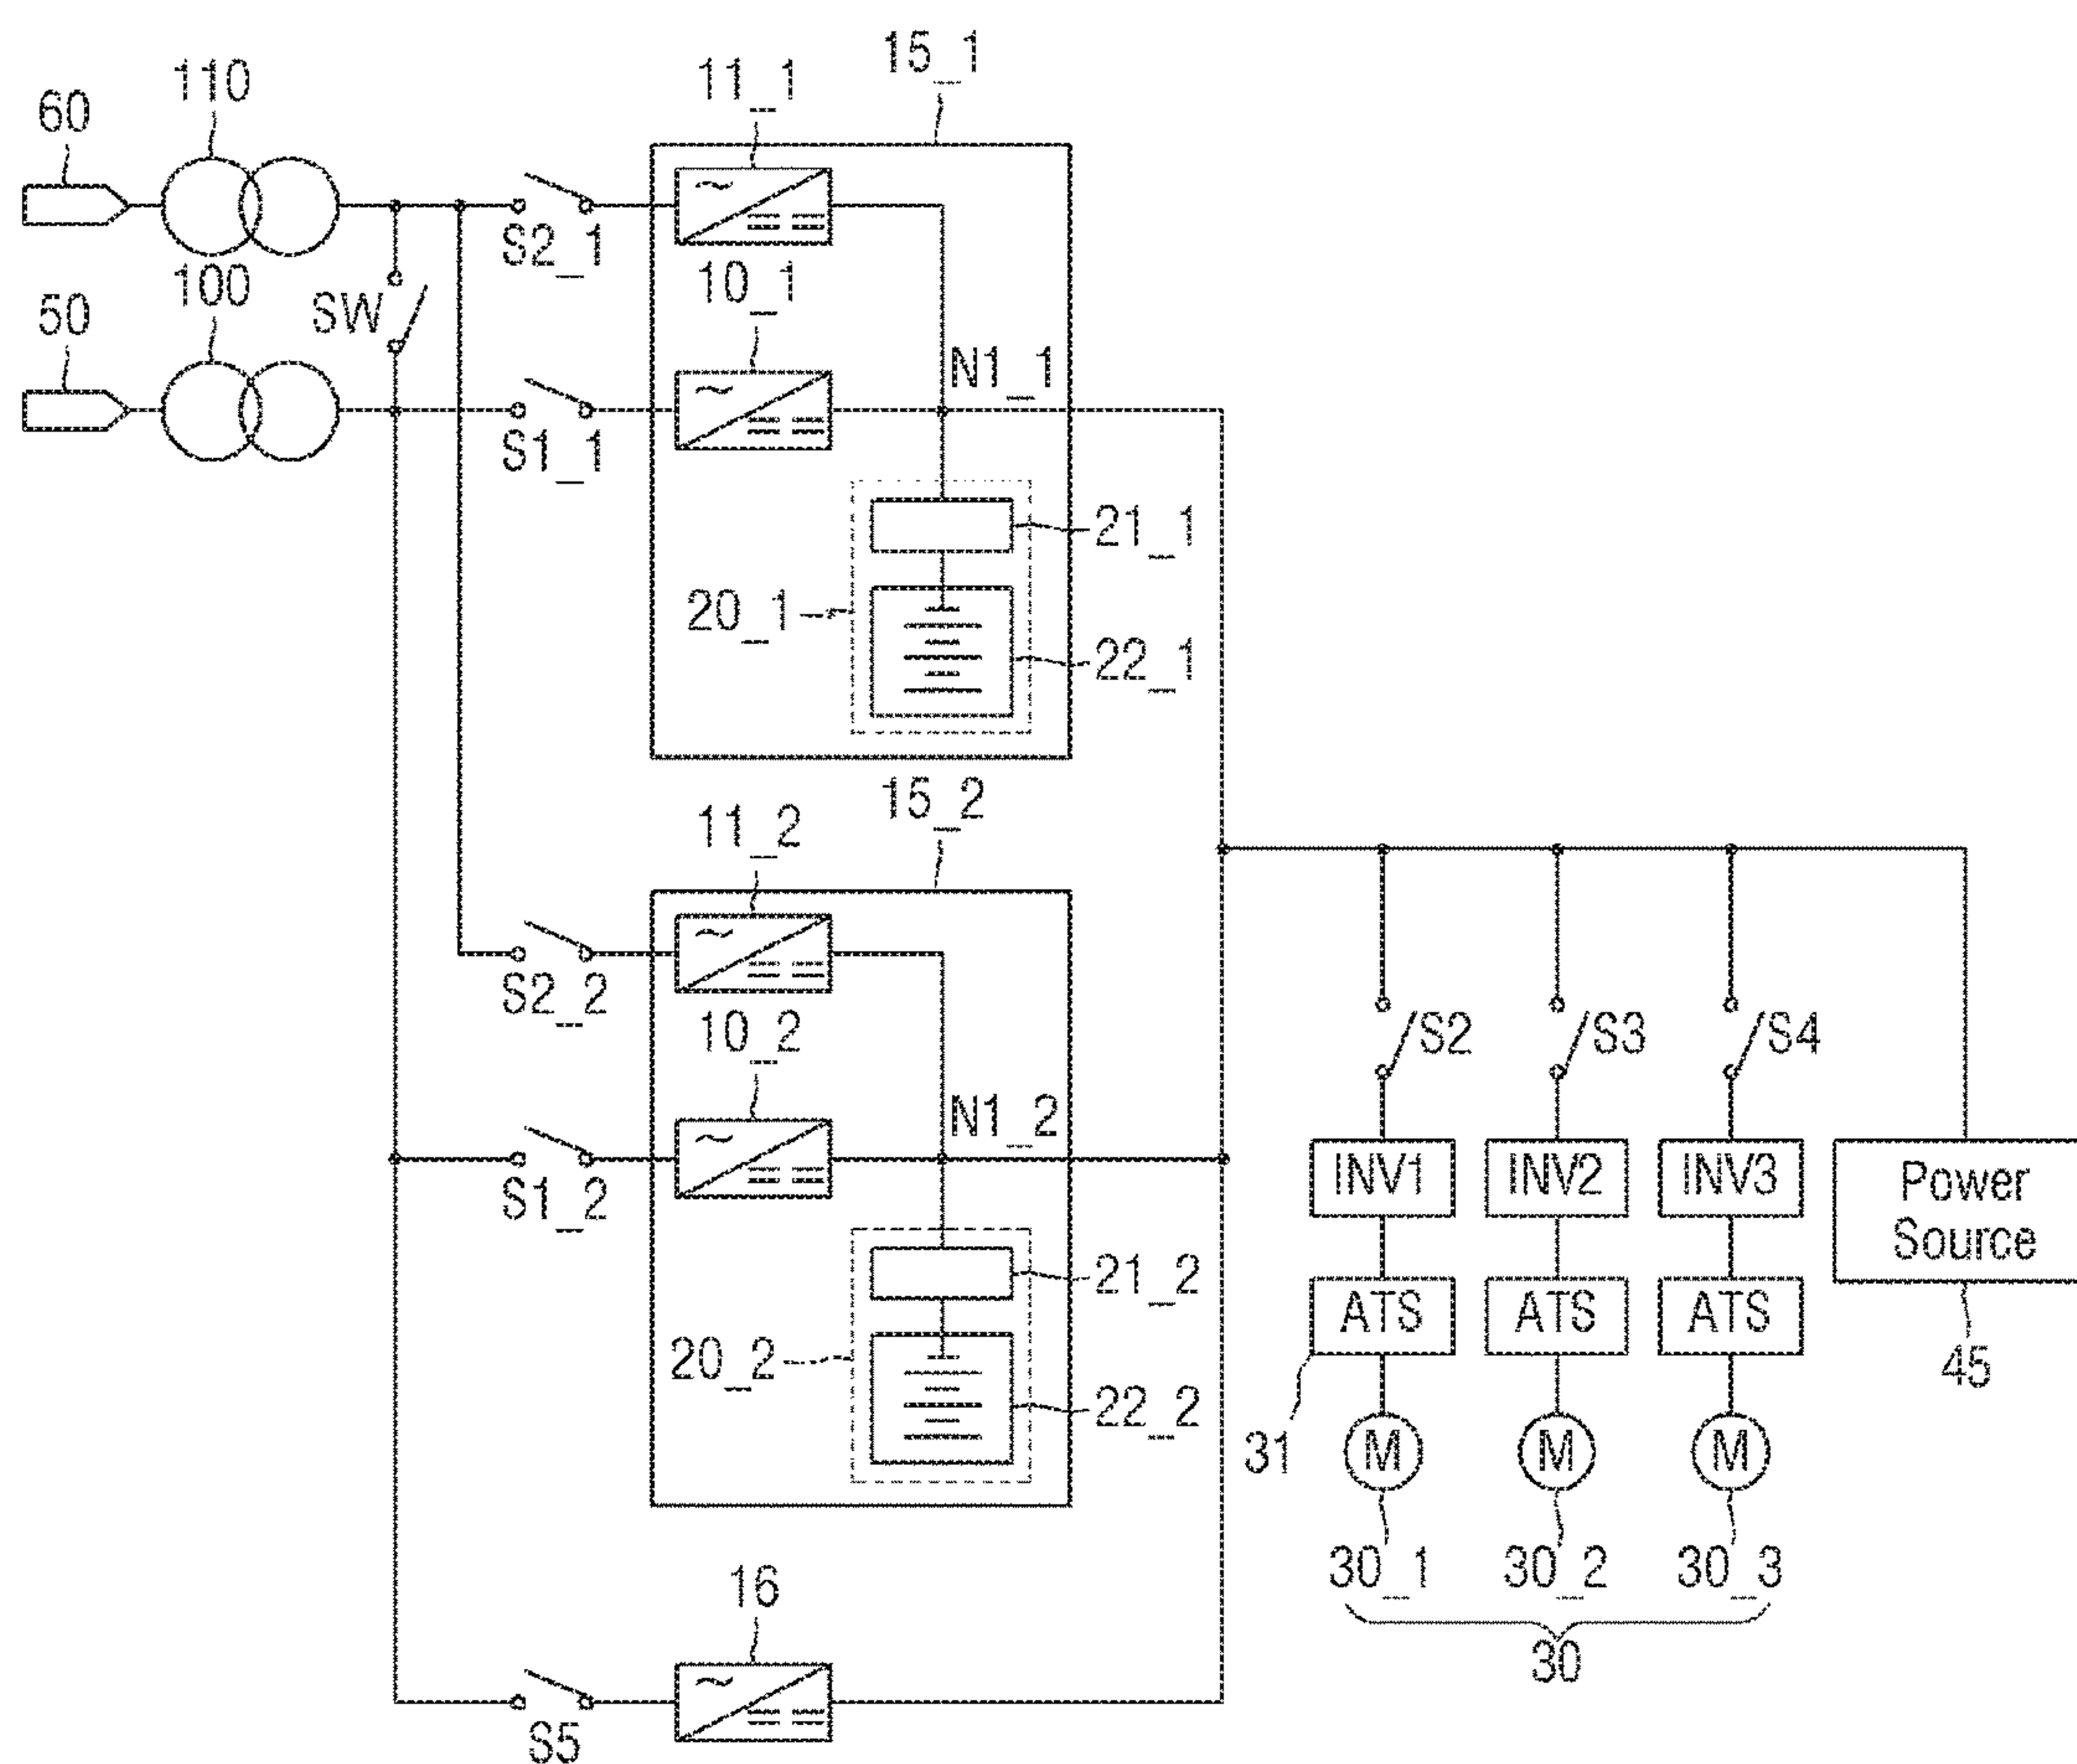 15_1
11_1
110
60
S2_1
10_1
100
SW
50
N1_1
S1_1
21_1
20_1
22_1
15_2
11_2
S2_2
10_2
S2 S3 S4
N1_2
S1_2
INV1 INV2 INV3
Power
Source
21_2
ATS ATS ATS
20_2
45
22_2
31
M M M
30_1 30_2 30_3
16
30
S5